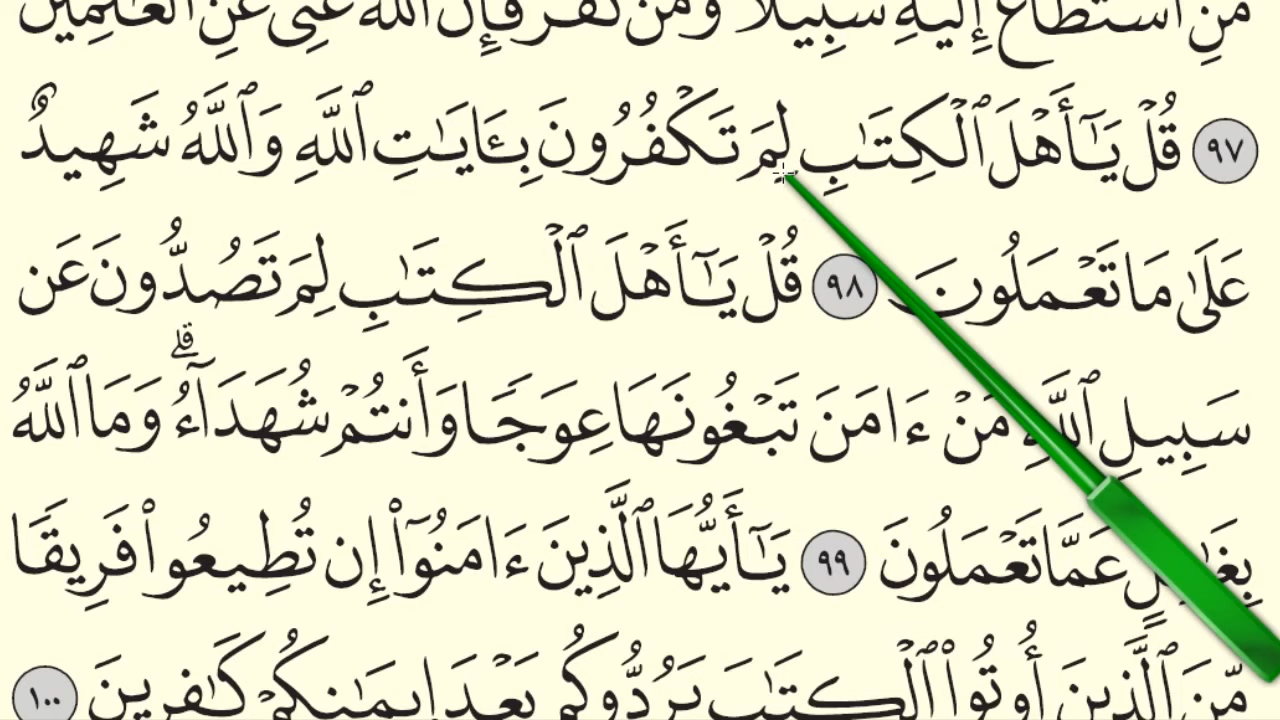 مَنِ ٱسْتَطَاعَ إِلَيْهِ سَبِيلًا وَمَن كَفَرَ فَإِنَّ ٱللَّهَ غَنِىٌّ عَنِ ٱلْعَـٰلَمِينَ
٩٧ قُلْ يَـٰٓأَهْلَ ٱلْكِتَـٰبِ لِمَ تَكْفُرُونَ بِـَٔايَـٰتِ ٱللَّهِ وَٱللَّهُ شَهِيدٌ
عَلَىٰ مَا تَعْمَلُونَ ٩٨ قُلْ يَـٰٓأَهْلَ ٱلْكِتَـٰبِ لِمَ تَصُدُّونَ عَن
سَبِيلِ ٱللَّهِ مَنْ ءَامَنَ تَبْغُونَهَا عِوَجًا وَأَنتُمْ شُهَدَآءُ ۗ وَمَا ٱللَّهُ
بِغَـٰفِلٍ عَمَّا تَعْمَلُونَ ٩٩ يَـٰٓأَيُّهَا ٱلَّذِينَ ءَامَنُوٓا۟ إِن تُطِيعُوا۟ فَرِيقًا
مِّنَ ٱلَّذِينَ أُوتُوا۟ ٱلْكِتَـٰبَ يَرُدُّوكُم بَعْدَ إِيمَـٰنِكُمْ كَـٰفِرِينَ ١٠٠